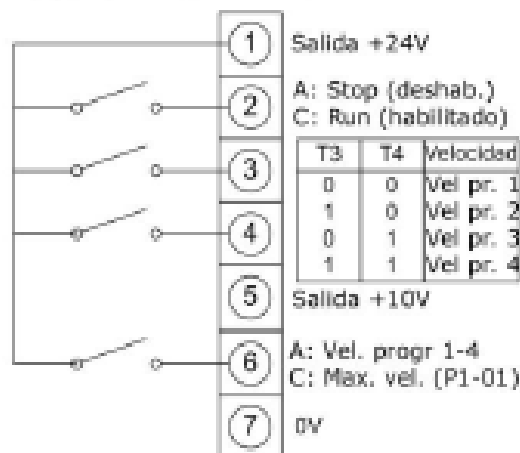 1 Salida +24V
2 A: Stop (deshab.)
C: Run (habilitado)
3 T3 T4 Velocidad
0 0 Vel pr. 1
1 0 Vel pr. 2
4 0 1 Vel pr. 3
1 1 Vel pr. 4
5 Salida +10V
6 A: Vel. progr 1-4
C: Max. vel. (P1-01)
7 0V